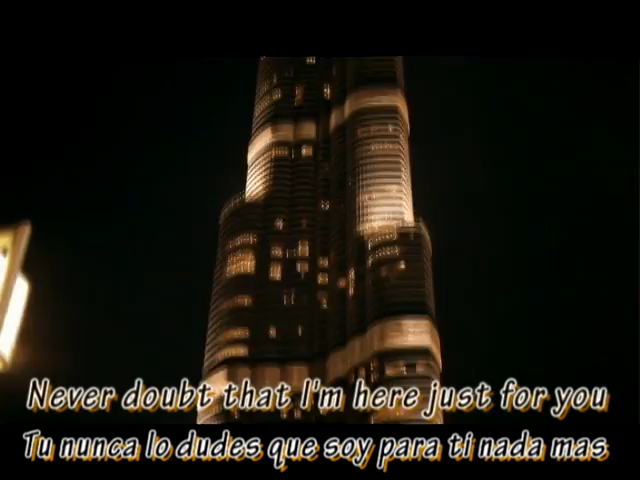 Never doubt that I'm here just for you
Tu nunca lo dudes que soy para ti nada mas